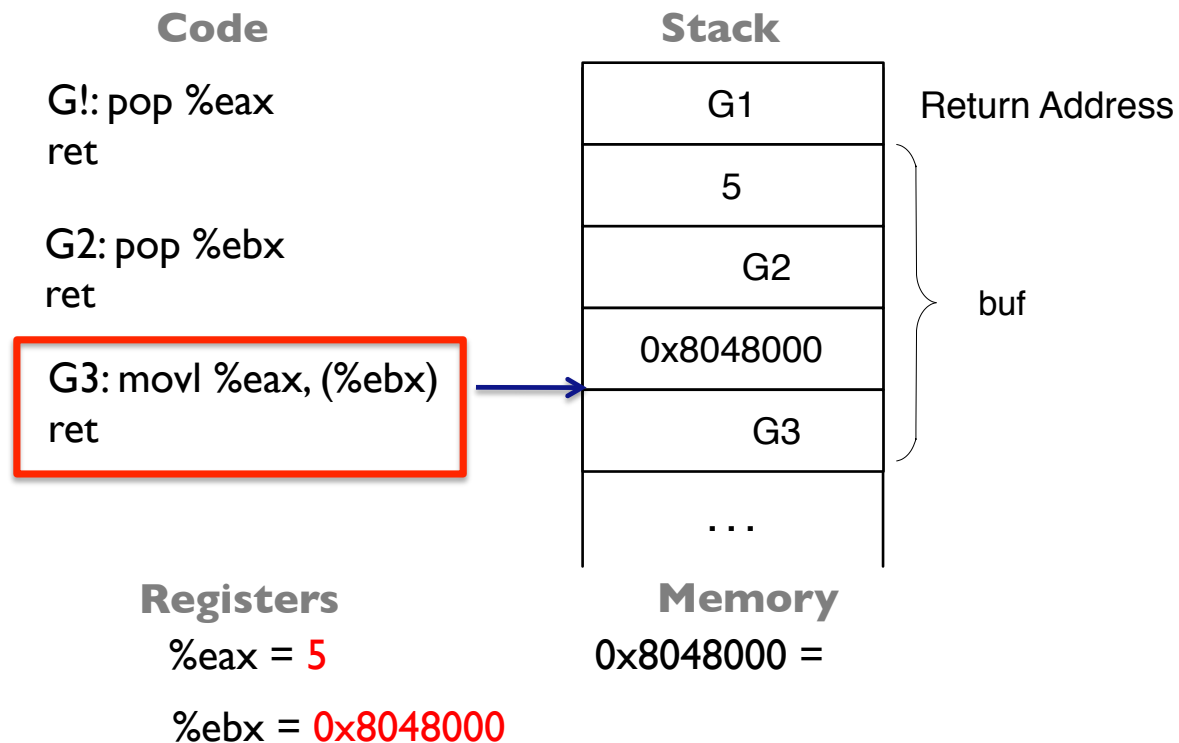 Code
Stack
G!: pop %eax
ret
G1
Return Address
5
G2: pop %ebx
ret
G2
buf
0x8048000
G3: movl %eax, (%ebx)
ret
G3
...
Registers
Memory
%eax = 5
0x8048000 =
%ebx = 0x8048000